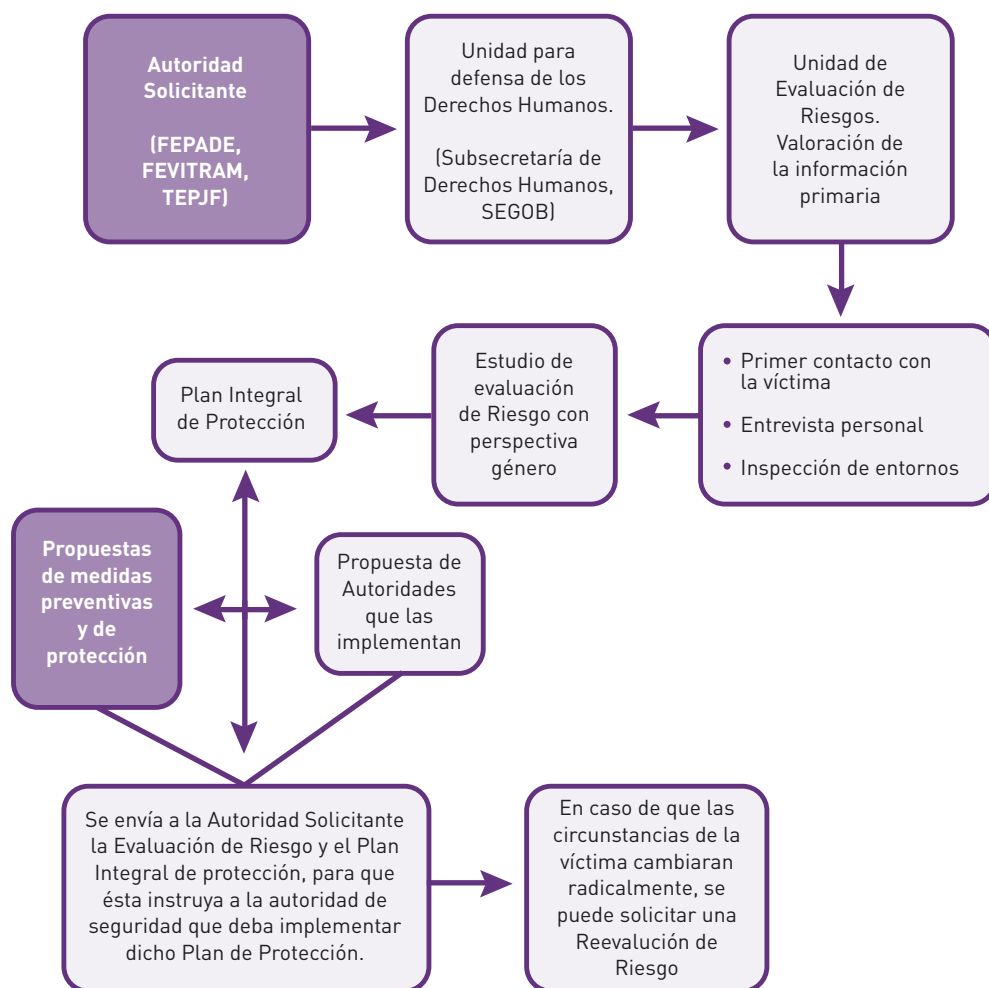 Autoridad
Solicitante
(FEPADE,
FEVITRAM,
TEPJF)
Unidad para
defensa de los
Derechos Humanos.
(Subsecretaría de
Derechos Humanos,
SEGOB)
Unidad de
Evaluación de
Riesgos.
Valoración de
la información
primaria
• Primer contacto con
la víctima
• Entrevista personal
• Inspección de entornos
Estudio de
evaluación
de Riesgo con
perspectiva
género
Plan Integral
de Protección
Propuestas
de medidas
preventivas
y de
protección
Propuesta de
Autoridades
que las
implementan
Se envía a la Autoridad Solicitante
la Evaluación de Riesgo y el Plan
Integral de protección, para que
ésta instruya a la autoridad de
seguridad que deba implementar
dicho Plan de Protección.
En caso de que las
circunstancias de la
víctima cambiaran
radicalmente, se
puede solicitar una
Reevalución de
Riesgo